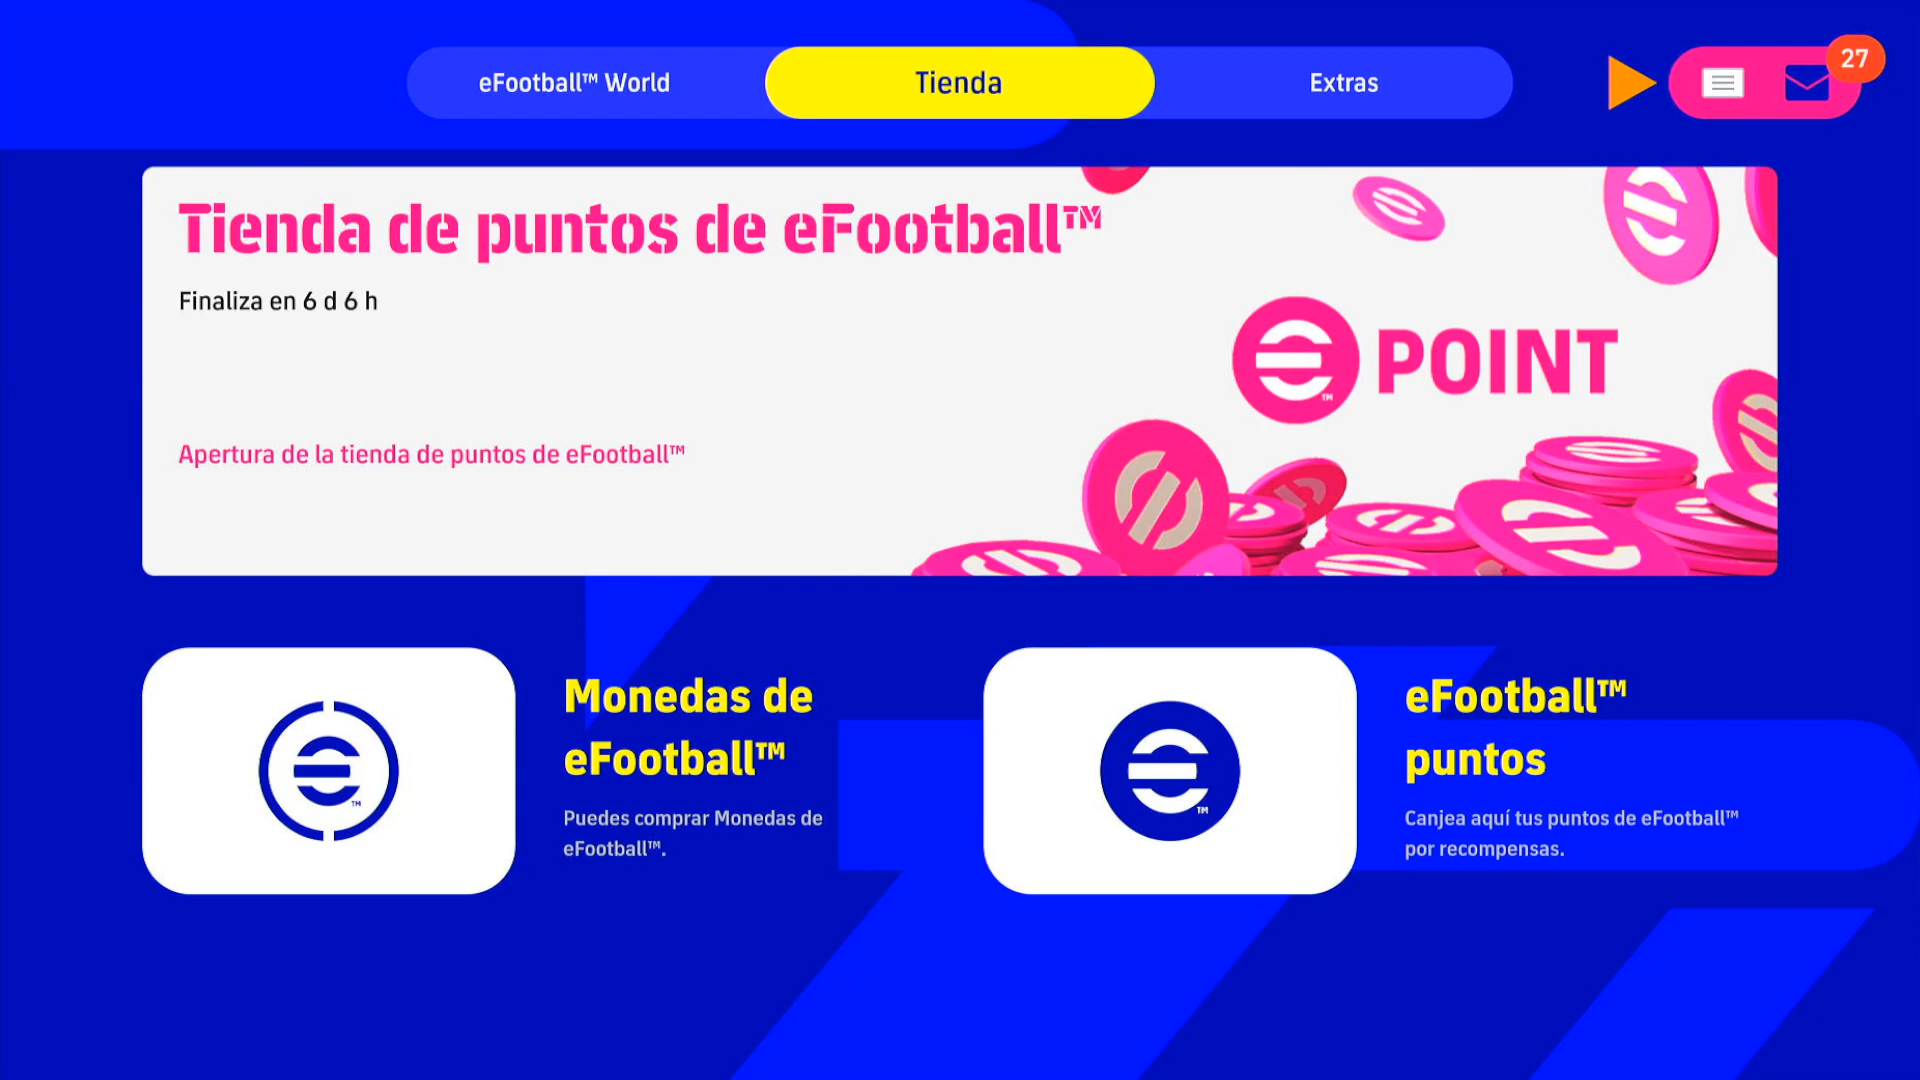 eFootball™ World
Tienda
Extras
27
Tienda de puntos de eFootball™
Finaliza en 6 d 6 h
POINT
Apertura de la tienda de puntos de eFootball™
Monedas de
eFootball™
Puedes comprar Monedas de
eFootball™.
eFootball™
puntos
Canjea aquí tus puntos de eFootball™
por recompensas.